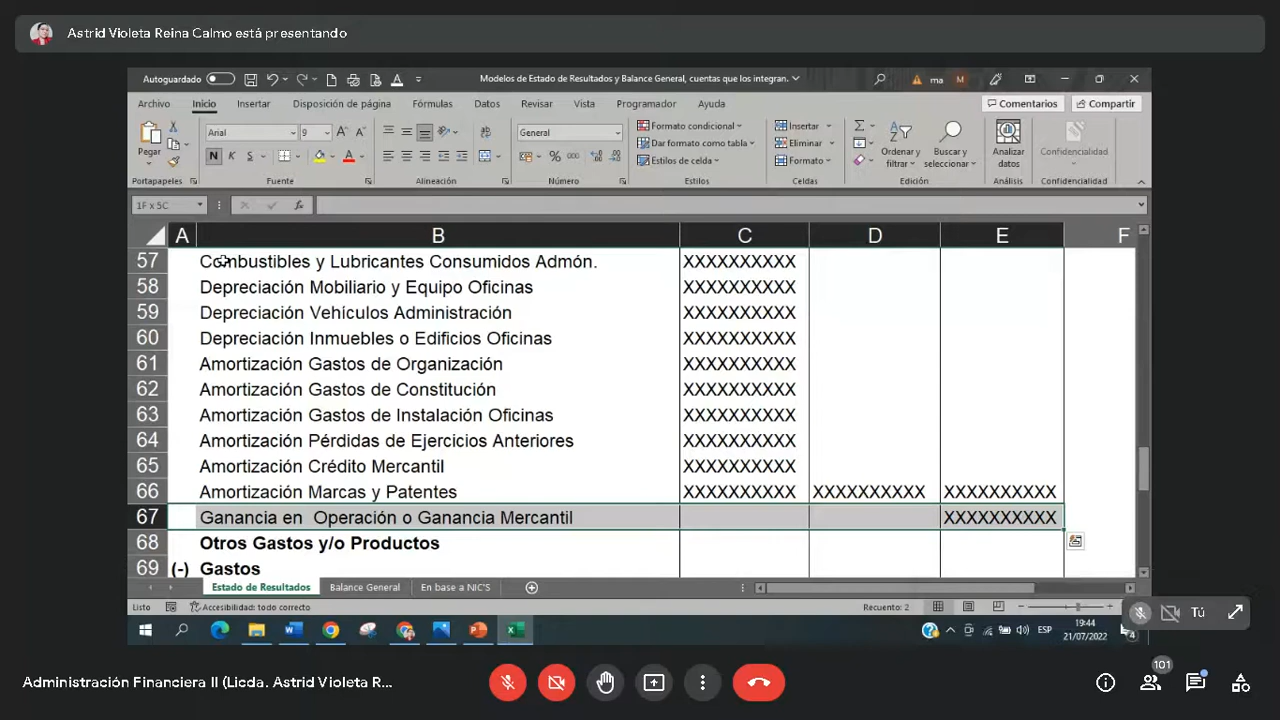 Astrid Violeta Reina Calmo está presentando
Autoguardado
Modelos de Estado de Resultados y Balance General, cuentas que los integran.
ma M
Archivo Inicio Insertar Disposición de página Fórmulas Datos Revisar Vista Programador Ayuda
Comentarios Compartir
Pegar
Arial 9
N K S
General
Formato condicional
Dar formato como tabla
Estilos de celda
Insertar
Eliminar
Formato
Ordenar y filtrar
Buscar y seleccionar
Analizar datos
Confidencialidad
Portapapeles Fuente Alineación Número Estilos Celdas Edición Análisis Confidencialidad
1F x 5C fx
A B C D E F
57 Combustibles y Lubricantes Consumidos Admón. XXXXXXXXXX
58 Depreciación Mobiliario y Equipo Oficinas XXXXXXXXXX
59 Depreciación Vehículos Administración XXXXXXXXXX
60 Depreciación Inmuebles o Edificios Oficinas XXXXXXXXXX
61 Amortización Gastos de Organización XXXXXXXXXX
62 Amortización Gastos de Constitución XXXXXXXXXX
63 Amortización Gastos de Instalación Oficinas XXXXXXXXXX
64 Amortización Pérdidas de Ejercicios Anteriores XXXXXXXXXX
65 Amortización Crédito Mercantil XXXXXXXXXX
66 Amortización Marcas y Patentes XXXXXXXXXX XXXXXXXXXX XXXXXXXXXX
67 Ganancia en Operación o Ganancia Mercantil XXXXXXXXXX
68 Otros Gastos y/o Productos
69 (-) Gastos
Estado de Resultados Balance General En base a NIC'S
Listo Accesibilidad: todo correcto Recuento: 2
Tú
ESP
19:44
21/07/2022
4
Administración Financiera II (Licda. Astrid Violeta R...
101